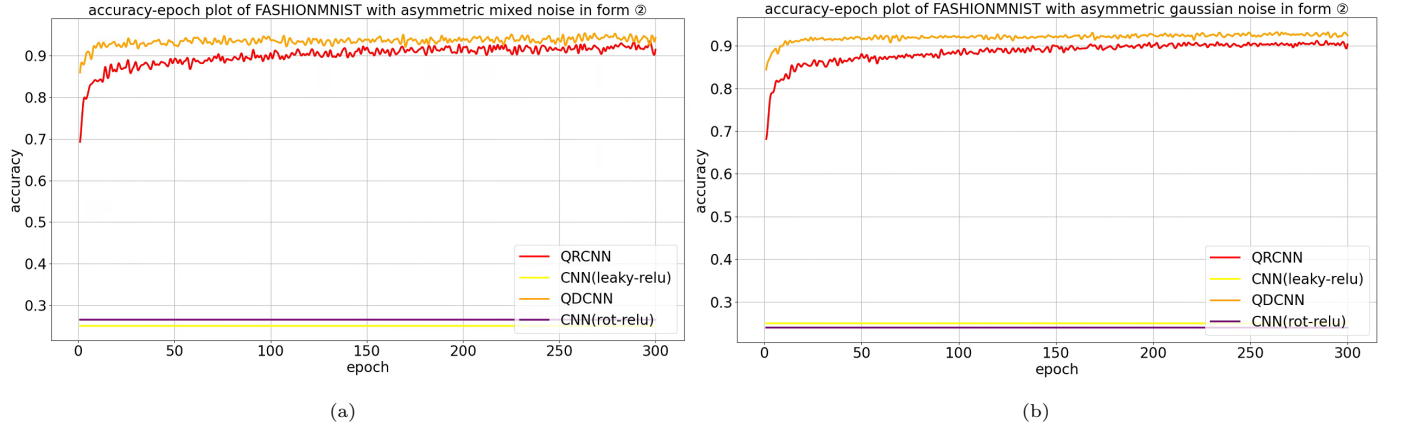 accuracy-epoch plot of FASHIONMNIST with asymmetric mixed noise in form ②
0.9
0.8
0.7
0.6
0.5
0.4
0.3
accuracy
0
50
100
150
200
250
300
epoch
QRCNN
CNN(leaky-relu)
QDCNN
CNN(rot-relu)
(a)
accuracy-epoch plot of FASHIONMNIST with asymmetric gaussian noise in form ②
0.9
0.8
0.7
0.6
0.5
0.4
0.3
accuracy
0
50
100
150
200
250
300
epoch
QRCNN
CNN(leaky-relu)
QDCNN
CNN(rot-relu)
(b)